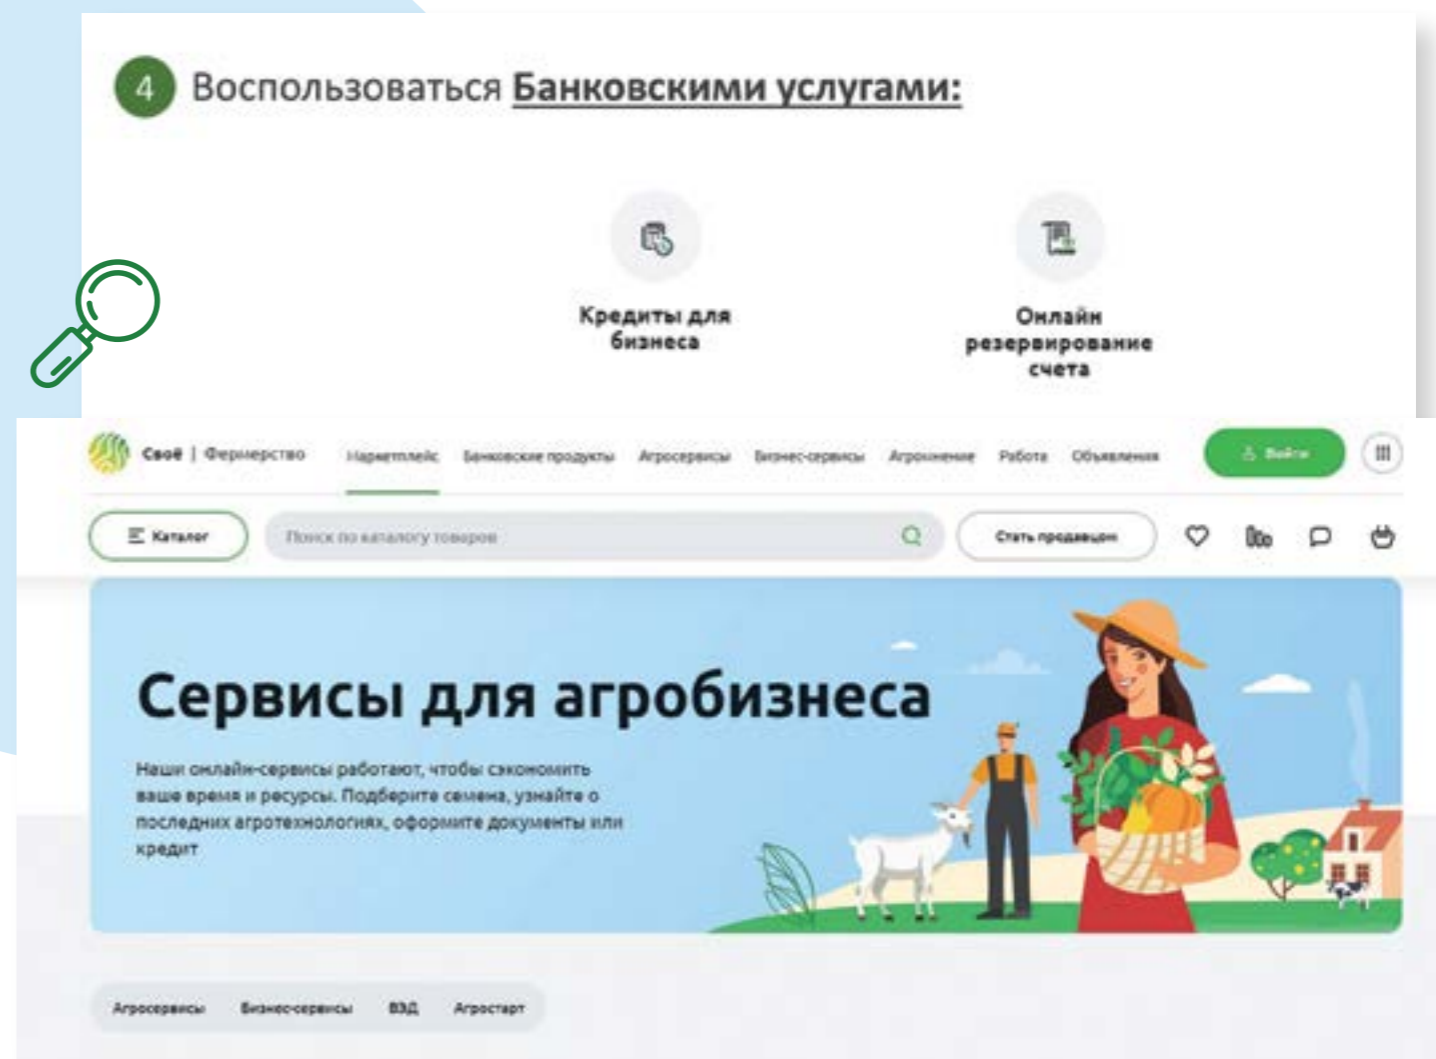 4 Воспользоваться Банковскими услугами:
Кредиты для
бизнеса
Онлайн
резервирование
счета
Своё | Фермерство Маркетплейс Банковские продукты Агросервисы Бизнес-сервисы Агромнение Работа Объявления Войти
Каталог Поиск по каталогу товаров Стать продавцом
Сервисы для агробизнеса
Наши онлайн-сервисы работают, чтобы сэкономить
ваше время и ресурсы. Подберите семена, узнайте о
последних агротехнологиях, оформите документы или
кредит
Агросервисы Бизнес-сервисы ВЭД Агростарт